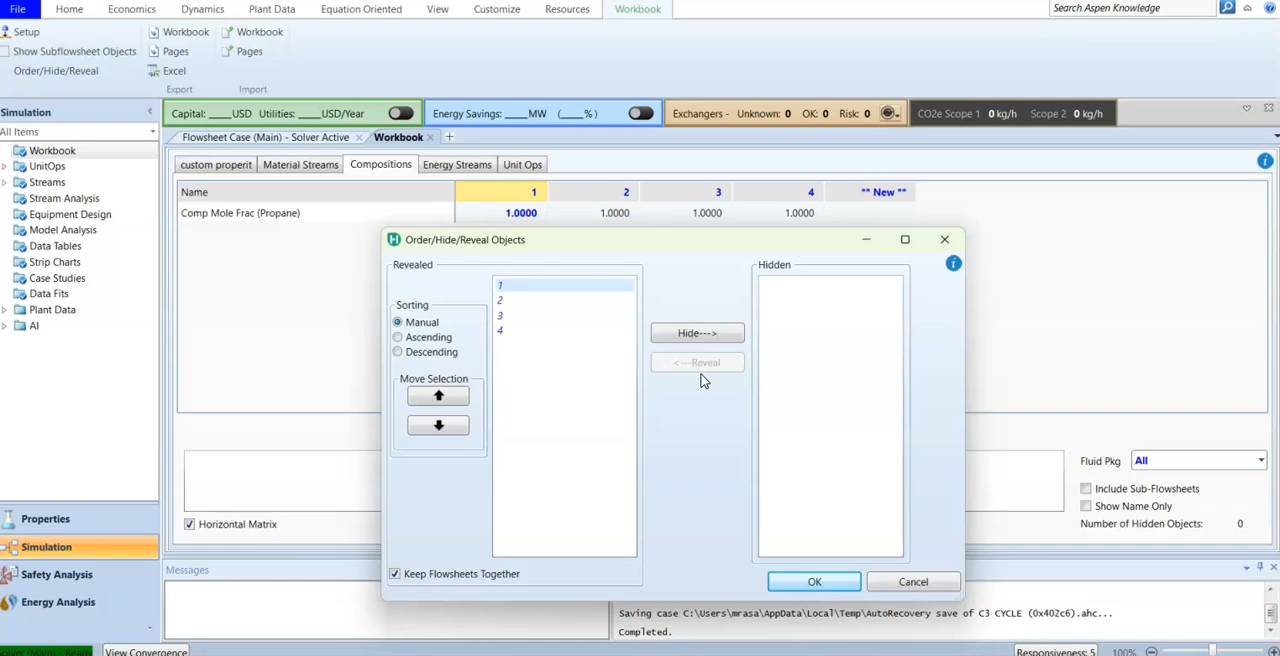 File Home Economics Dynamics Plant Data Equation Oriented View Customize Resources Workbook Search Aspen Knowledge
Setup Workbook Workbook
Show Subflowsheet Objects Pages Pages
Order/Hide/Reveal Excel
Export Import
Simulation Capital: ____USD Utilities: ____USD/Year Energy Savings: ____MW (____%) Exchangers - Unknown: 0 OK: 0 Risk: 0 CO2e Scope 1 0 kg/h Scope 2 0 kg/h
All Items Flowsheet Case (Main) - Solver Active Workbook
Workbook
UnitOps
Streams
Stream Analysis
Equipment Design
Model Analysis
Data Tables
Strip Charts
Case Studies
Data Fits
Plant Data
AI
custom properit Material Streams Compositions Energy Streams Unit Ops
Name 1 2 3 4 ** New **
Comp Mole Frac (Propane) 1.0000 1.0000 1.0000 1.0000
Order/Hide/Reveal Objects
Revealed Hidden
Sorting
Manual
Ascending
Descending
Move Selection
1
2
3
4
Hide--->
<---Reveal
Keep Flowsheets Together
OK Cancel
Fluid Pkg All
Include Sub-Flowsheets
Show Name Only
Number of Hidden Objects: 0
Horizontal Matrix
Properties
Simulation
Safety Analysis
Energy Analysis
Messages
Saving case C:\Users\mrasa\AppData\Local\Temp\AutoRecovery save of C3 CYCLE (0x402c6).ahc...
Completed.
Solver (Main) - Ready View Convergence Responsiveness: 5 100%